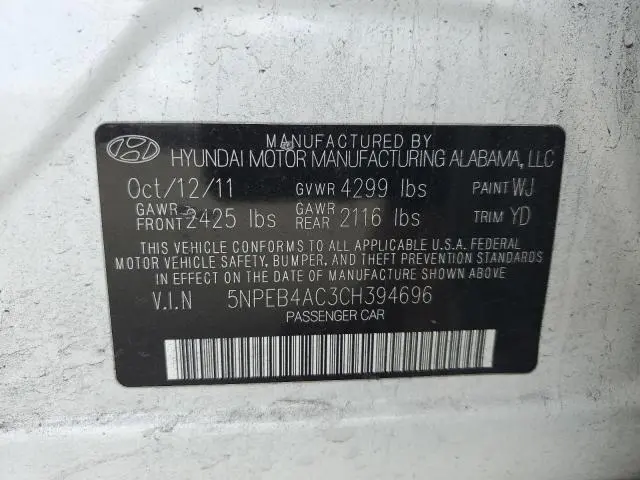 MANUFACTURED BY
HYUNDAI MOTOR MANUFACTURING ALABAMA, LLC
Oct/12/11 GVWR 4299 lbs PAINT WJ
GAWR FRONT 2425 lbs GAWR REAR 2116 lbs TRIM YD
THIS VEHICLE CONFORMS TO ALL APPLICABLE U.S.A. FEDERAL
MOTOR VEHICLE SAFETY, BUMPER, AND THEFT PREVENTION STANDARDS
IN EFFECT ON THE DATE OF MANUFACTURE SHOWN ABOVE.
V.I.N 5NPEB4AC3CH394696
PASSENGER CAR